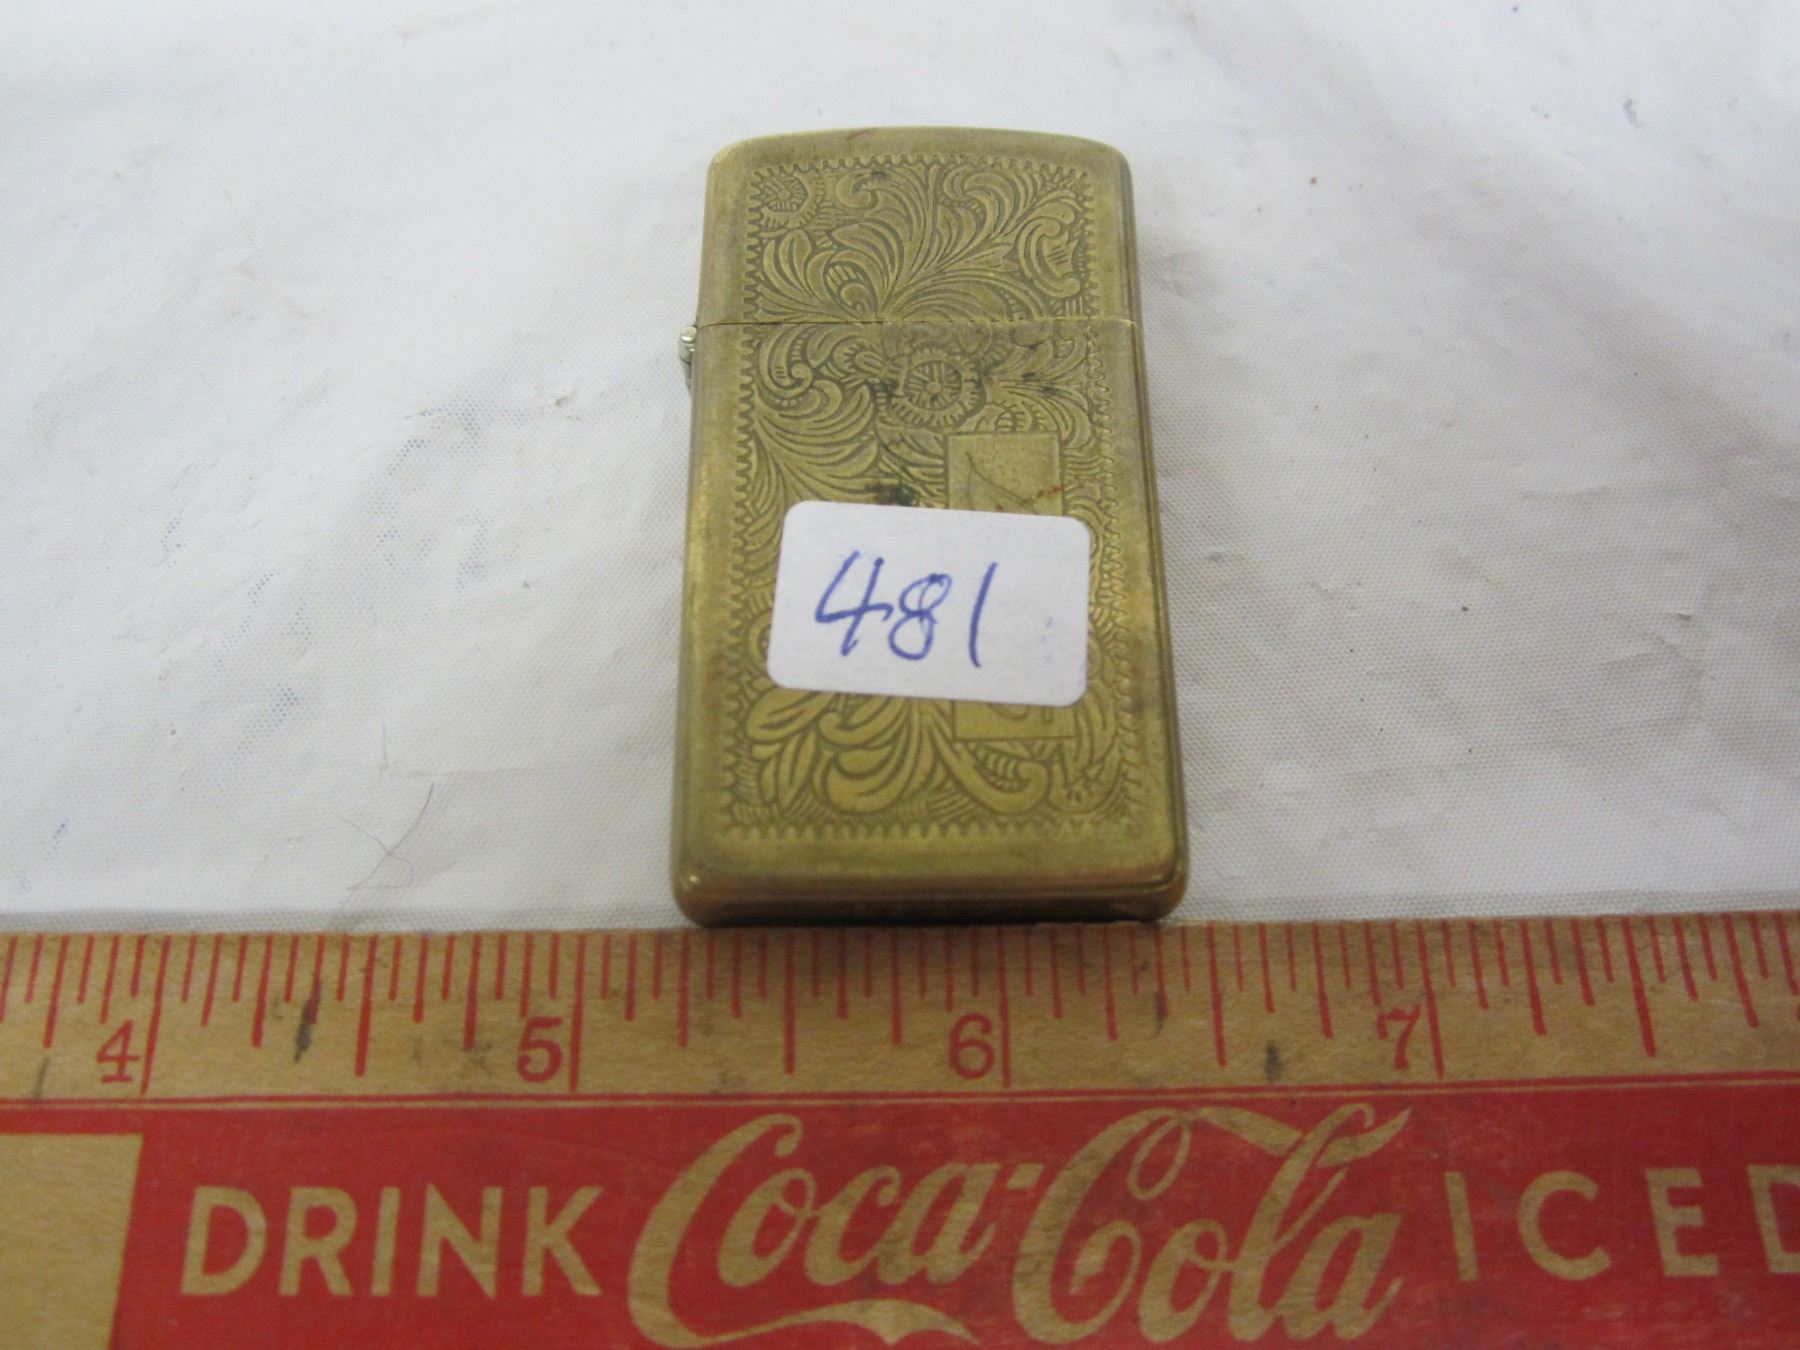 481
4 5 6 7
DRINK Coca-Cola ICED